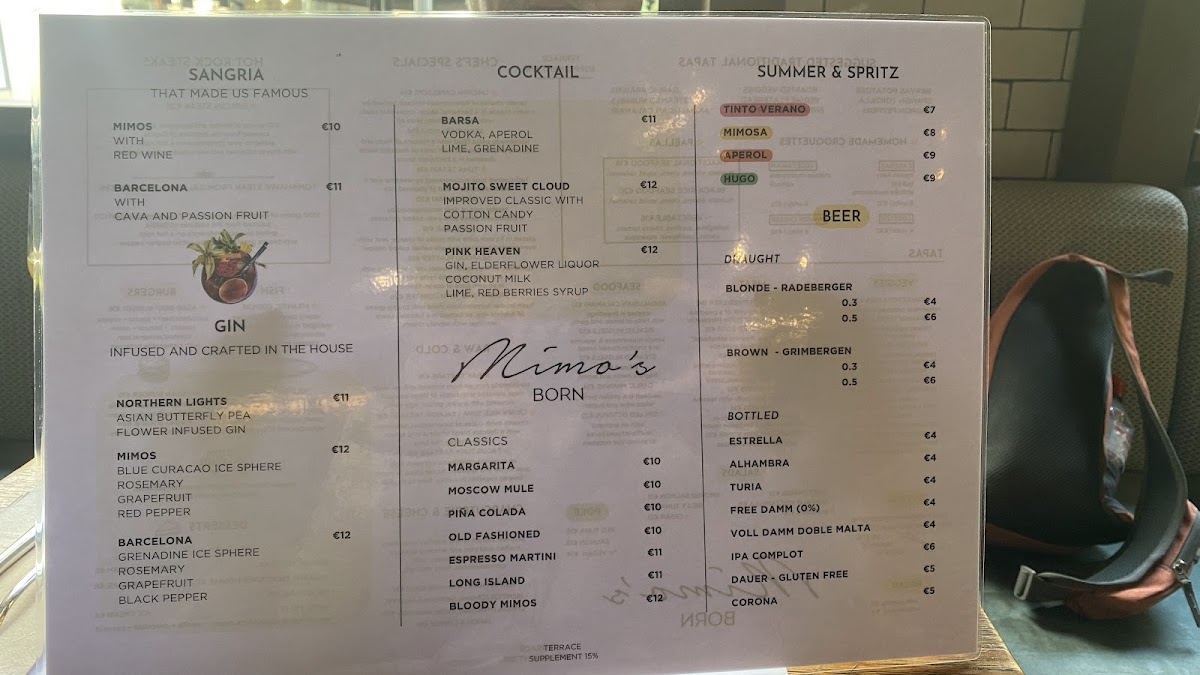 SANGRIA
THAT MADE US FAMOUS
MIMOS €10
WITH
RED WINE
BARCELONA €11
WITH
CAVA AND PASSION FRUIT
GIN
INFUSED AND CRAFTED IN THE HOUSE
NORTHERN LIGHTS €11
ASIAN BUTTERFLY PEA
FLOWER INFUSED GIN
MIMOS €12
BLUE CURACAO ICE SPHERE
ROSEMARY
GRAPEFRUIT
RED PEPPER
BARCELONA €12
GRENADINE ICE SPHERE
ROSEMARY
GRAPEFRUIT
BLACK PEPPER
COCKTAIL
BARSA €11
VODKA, APEROL
LIME, GRENADINE
MOJITO SWEET CLOUD €12
IMPROVED CLASSIC WITH
COTTON CANDY
PASSION FRUIT
PINK HEAVEN €12
GIN, ELDERFLOWER LIQUOR
COCONUT MILK
LIME, RED BERRIES SYRUP
Mimo's
BORN
CLASSICS
MARGARITA €10
MOSCOW MULE €10
PIÑA COLADA €10
OLD FASHIONED €10
ESPRESSO MARTINI €11
LONG ISLAND €11
BLOODY MIMOS €12
TERRACE
SUPPLEMENT 15%
SUMMER & SPRITZ
TINTO VERANO €7
MIMOSA €8
APEROL €9
HUGO €9
BEER
DRAUGHT
BLONDE - RADEBERGER
0.3 €4
0.5 €6
BROWN - GRIMBERGEN
0.3 €4
0.5 €6
BOTTLED
ESTRELLA €4
ALHAMBRA €4
TURIA €4
FREE DAMM (0%) €4
VOLL DAMM DOBLE MALTA €4
IPA COMPLOT €6
DAUER - GLUTEN FREE €5
CORONA €5